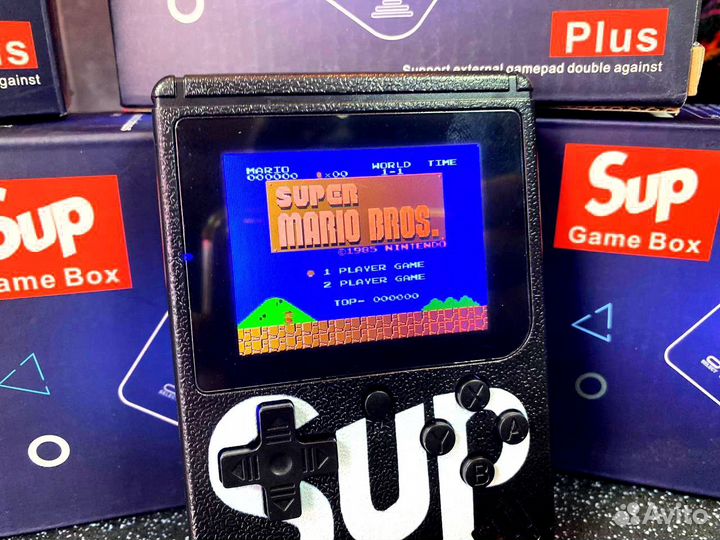 s
against
Plus
Support external gamepad double against
Sup
Game Box
Sup
Game Box
MARIO WORLD TIME
000000 x00 1-1
SUPER
MARIO BROS.
©1985 NINTENDO
1 PLAYER GAME
2 PLAYER GAME
TOP- 000000
X
Y A
B
Sup
SELECT
Avito